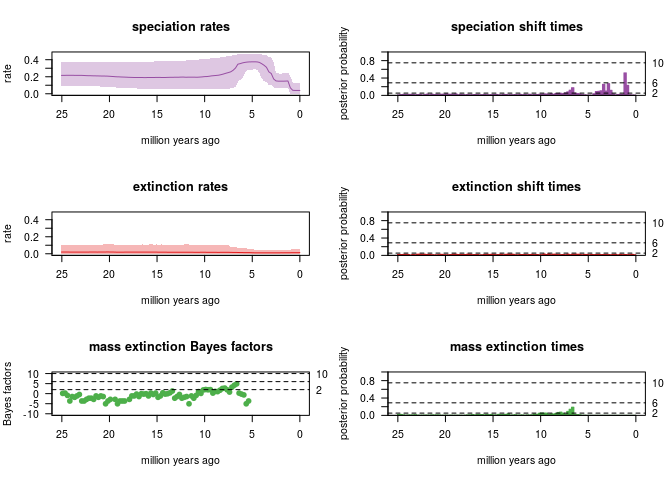 speciation rates
rate
0.4
0.2
0.0
25 20 15 10 5 0
million years ago
speciation shift times
posterior probability
0.8
0.4
0.0
10
6
2
25 20 15 10 5 0
million years ago
extinction rates
rate
0.4
0.2
0.0
25 20 15 10 5 0
million years ago
extinction shift times
posterior probability
0.8
0.4
0.0
10
6
2
25 20 15 10 5 0
million years ago
mass extinction Bayes factors
Bayes factors
10
5
0
-5
-10
10
2
25 20 15 10 5 0
million years ago
mass extinction times
posterior probability
0.8
0.4
0.0
10
6
2
25 20 15 10 5 0
million years ago